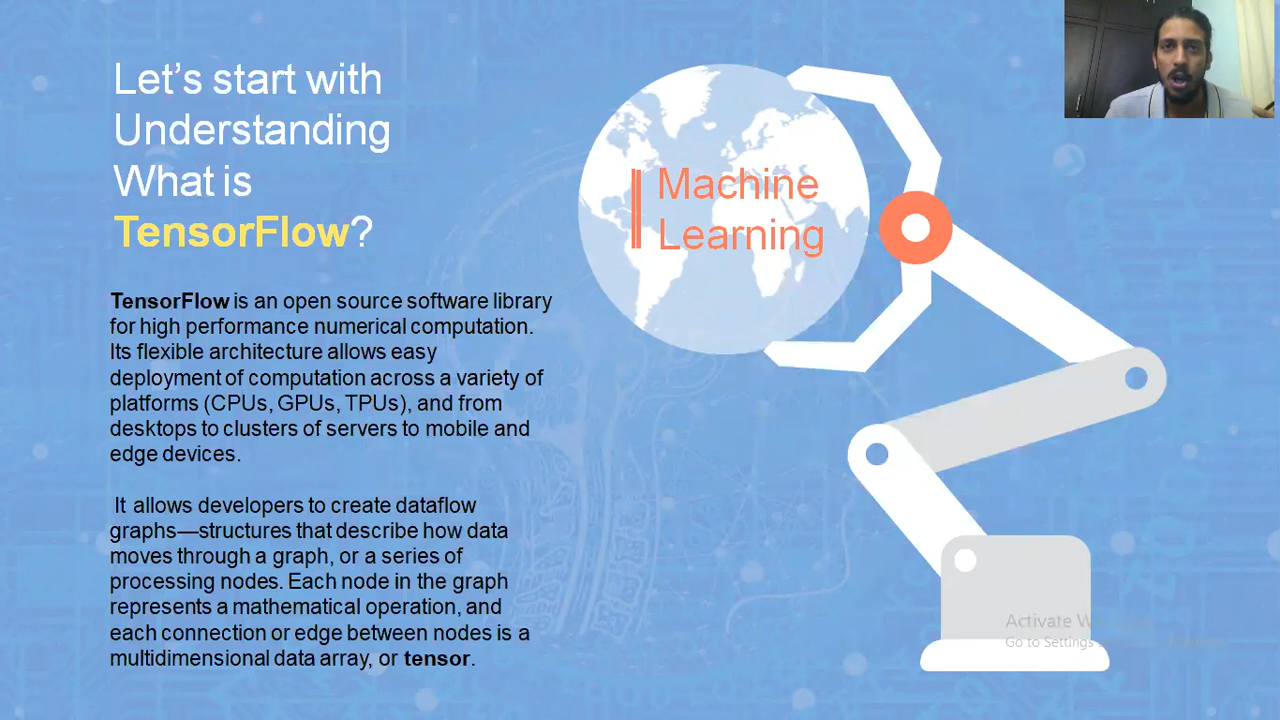 Let’s start with
Understanding
What is
TensorFlow?
TensorFlow is an open source software library
for high performance numerical computation.
Its flexible architecture allows easy
deployment of computation across a variety of
platforms (CPUs, GPUs, TPUs), and from
desktops to clusters of servers to mobile and
edge devices.
It allows developers to create dataflow
graphs—structures that describe how data
moves through a graph, or a series of
processing nodes. Each node in the graph
represents a mathematical operation, and
each connection or edge between nodes is a
multidimensional data array, or tensor.
Machine
Learning
Activate
Go to Settings